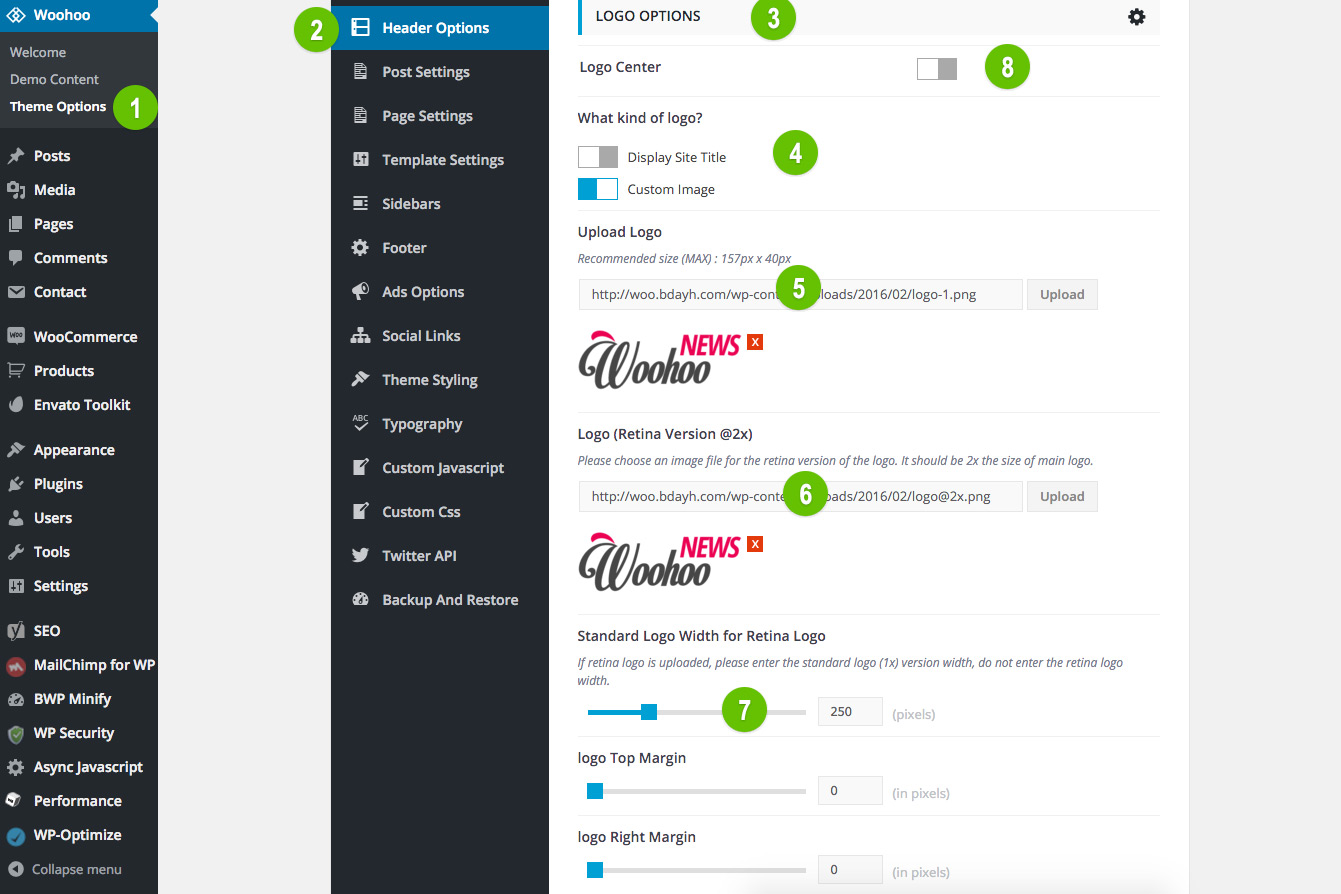 Woohoo
Welcome
Demo Content
Theme Options
1
Posts
Media
Pages
Comments
Contact
WOO
WooCommerce
Products
Envato Toolkit
Appearance
Plugins
Users
Tools
Settings
SEO
MailChimp for WP
BWP Minify
WP Security
Async Javascript
Performance
WP-Optimize
Collapse menu
2
Header Options
Post Settings
Page Settings
Template Settings
Sidebars
Footer
Ads Options
Social Links
Theme Styling
ABC
Typography
Custom Javascript
Custom Css
Twitter API
Backup And Restore
LOGO OPTIONS
3
Logo Center
8
What kind of logo?
Display Site Title
4
Custom Image
Upload Logo
Recommended size (MAX) : 157px x 40px
http://woo.bdayh.com/wp-cont 5 loads/2016/02/logo-1.png
Upload
Woohoo NEWS
X
Logo (Retina Version @2x)
Please choose an image file for the retina version of the logo. It should be 2x the size of main logo.
http://woo.bdayh.com/wp-conte 6 oads/2016/02/logo@2x.png
Upload
Woohoo NEWS
X
Standard Logo Width for Retina Logo
If retina logo is uploaded, please enter the standard logo (1x) version width, do not enter the retina logo
width.
7
250
(pixels)
logo Top Margin
0
(in pixels)
logo Right Margin
0
(in pixels)